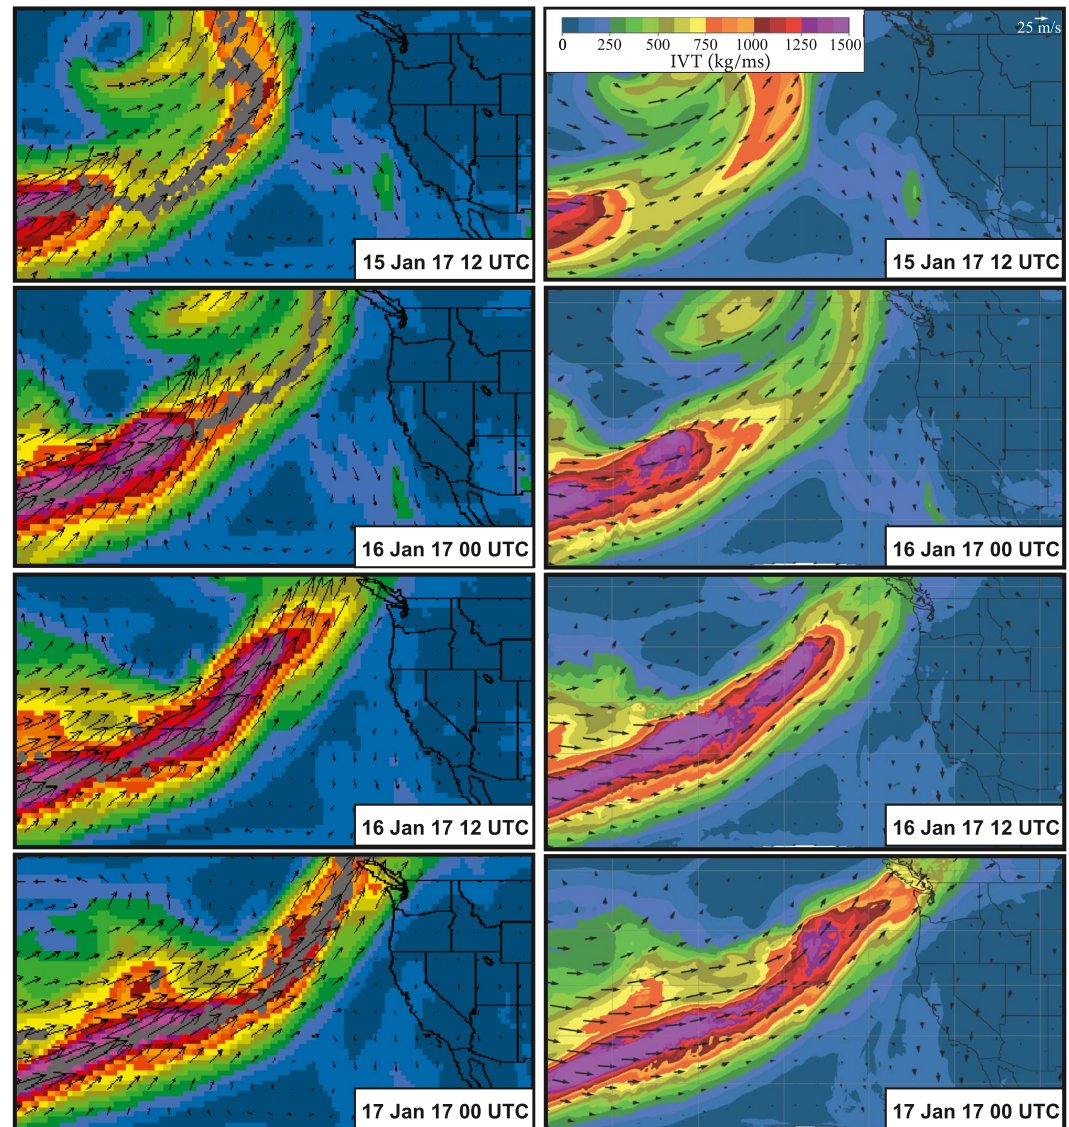 25 m/s
0 250 500 750 1000 1250 1500
IVT (kg/ms)
15 Jan 17 12 UTC
15 Jan 17 12 UTC
16 Jan 17 00 UTC
16 Jan 17 00 UTC
16 Jan 17 12 UTC
16 Jan 17 12 UTC
17 Jan 17 00 UTC
17 Jan 17 00 UTC